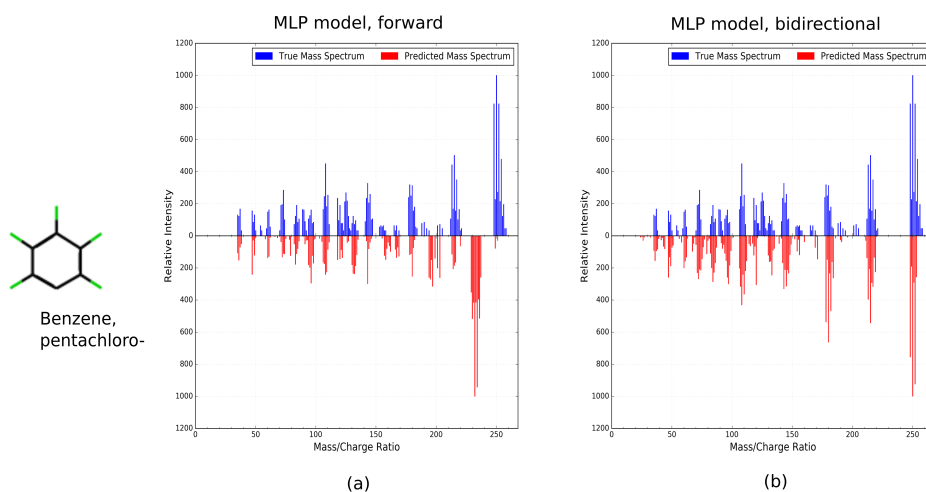 MLP model, forward
MLP model, bidirectional
1200
1000
800
600
400
200
0
200
400
600
800
1000
1200
Relative Intensity
True Mass Spectrum
Predicted Mass Spectrum
0
50
100
150
200
250
Mass/Charge Ratio
(a)
1200
1000
800
600
400
200
0
200
400
600
800
1000
1200
Relative Intensity
True Mass Spectrum
Predicted Mass Spectrum
0
50
100
150
200
250
Mass/Charge Ratio
(b)
Benzene,
pentachloro-